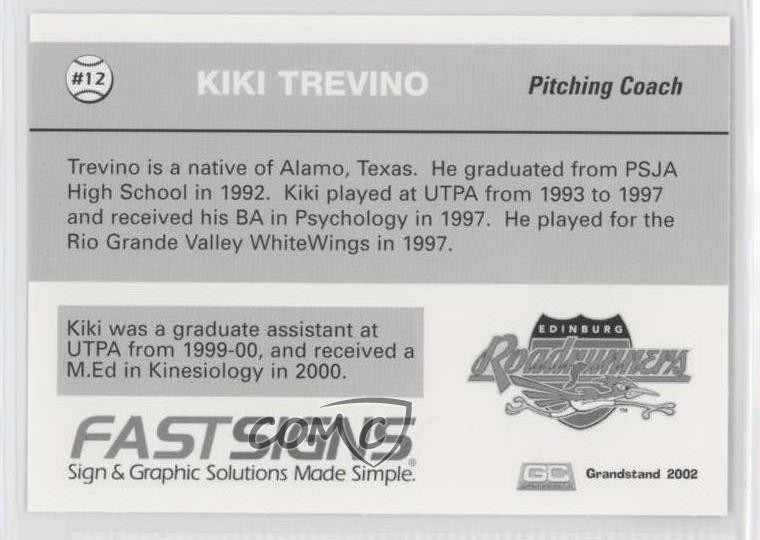 #12
KIKI TREVINO
Pitching Coach
Trevino is a native of Alamo, Texas. He graduated from PSJA
High School in 1992. Kiki played at UTPA from 1993 to 1997
and received his BA in Psychology in 1997. He played for the
Rio Grande Valley WhiteWings in 1997.
Kiki was a graduate assistant at
UTPA from 1999-00, and received a
M.Ed in Kinesiology in 2000.
EDINBURG
Roadrunners
TM
FASTSIGNS®
COMC
Sign & Graphic Solutions Made Simple.
GC
Grandstand 2002